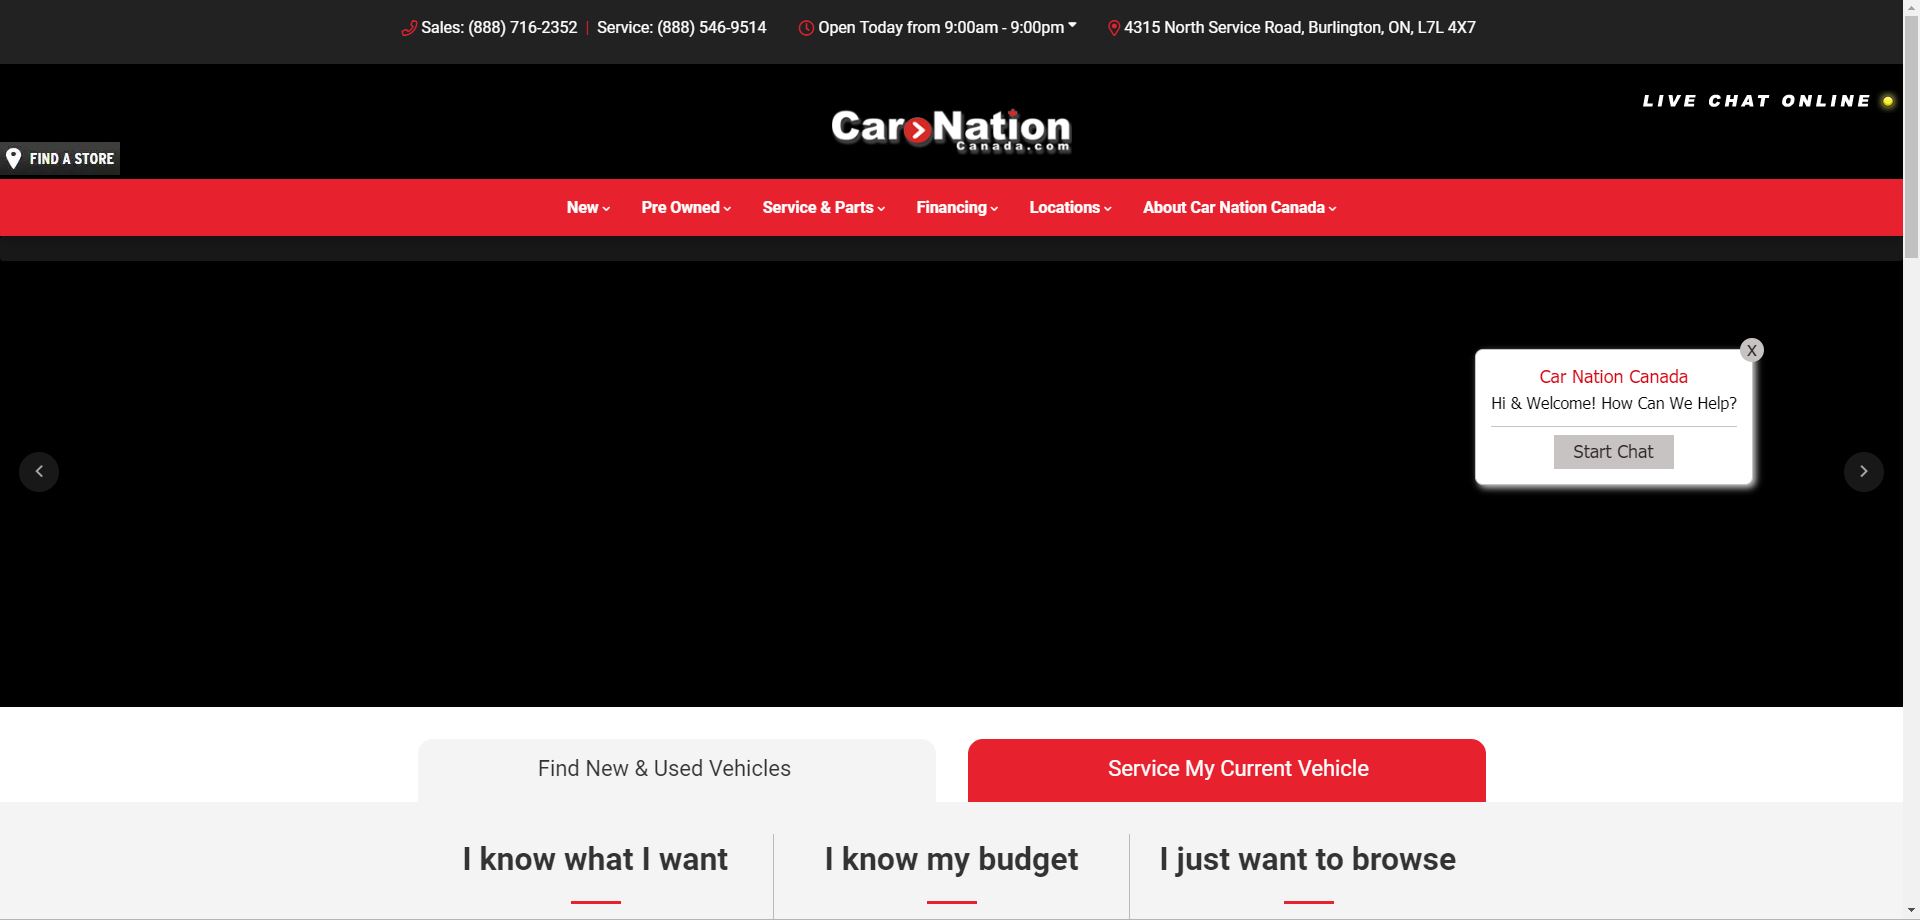 Sales: (888) 716-2352 | Service: (888) 546-9514 Open Today from 9:00am - 9:00pm 4315 North Service Road, Burlington, ON, L7L 4X7
LIVE CHAT ONLINE
Car Nation
Canada.com
FIND A STORE
New Pre Owned Service & Parts Financing Locations About Car Nation Canada
X
Car Nation Canada
Hi & Welcome! How Can We Help?
Start Chat
Find New & Used Vehicles Service My Current Vehicle
I know what I want I know my budget I just want to browse